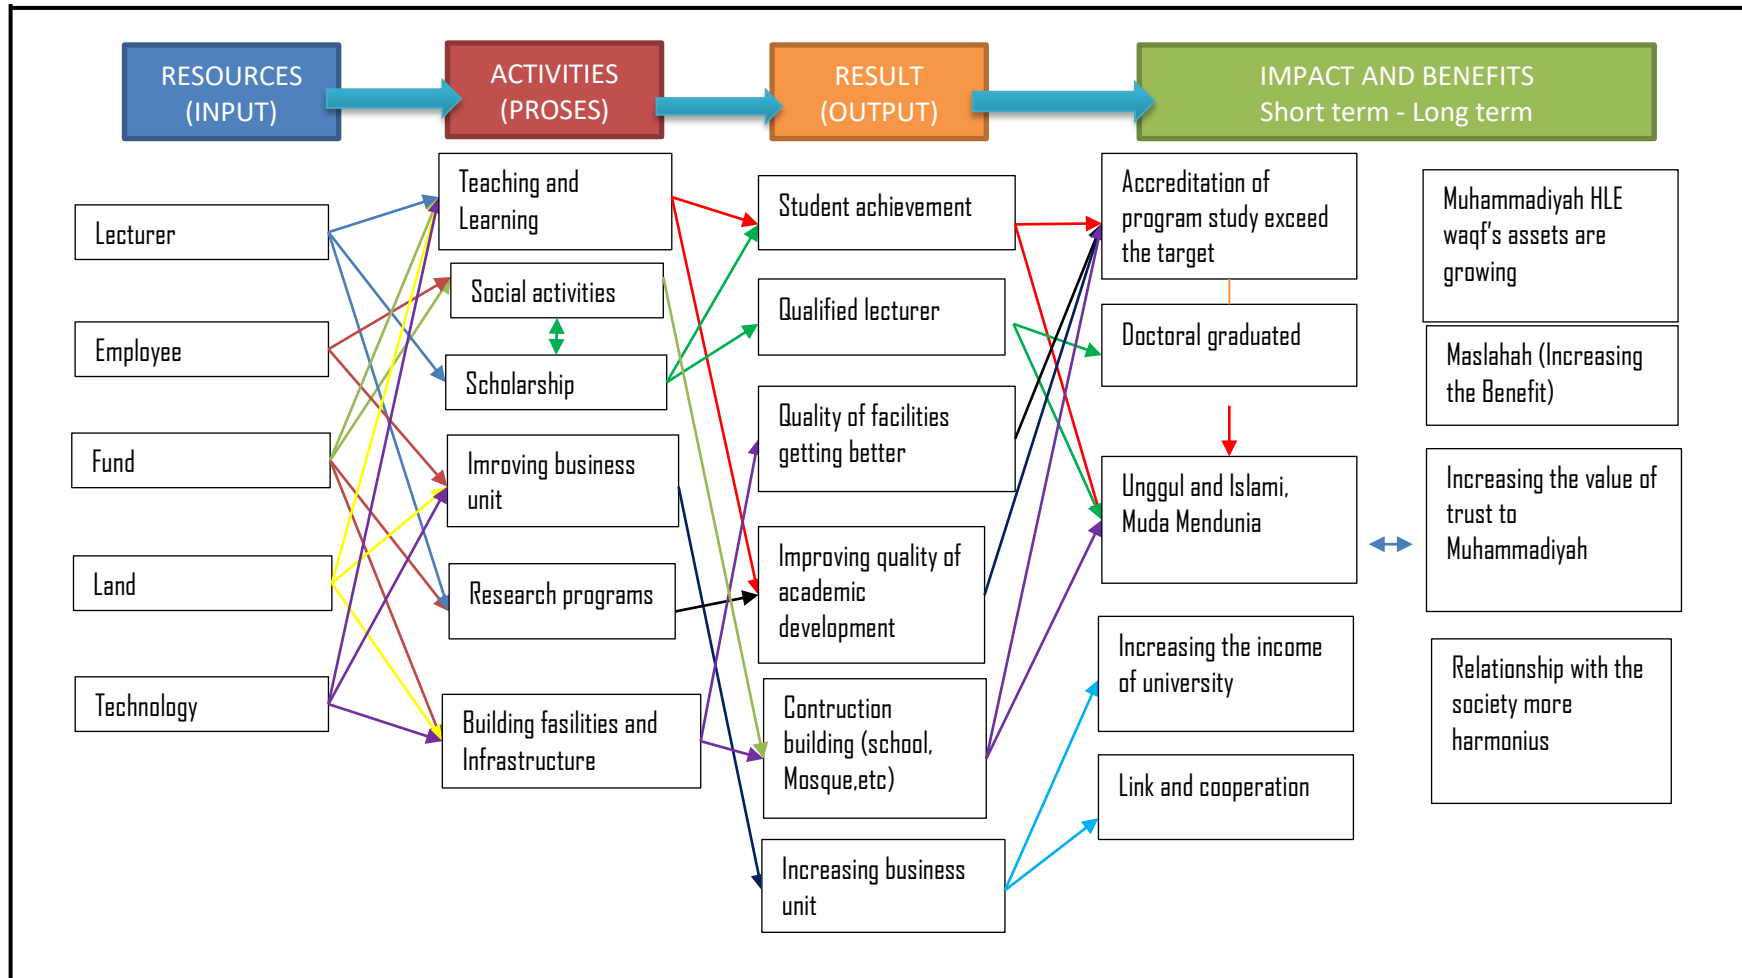 RESOURCES
(INPUT)
ACTIVITIES
(PROSES)
RESULT
(OUTPUT)
IMPACT AND BENEFITS
Short term - Long term
Lecturer
Employee
Fund
Land
Technology
Teaching and
Learning
Social activities
Scholarship
Imroving business
unit
Research programs
Building fasilities and
Infrastructure
Student achievement
Qualified lecturer
Quality of facilities
getting better
Improving quality of
academic
development
Contruction
building (school,
Mosque,etc)
Increasing business
unit
Accreditation of
program study exceed
the target
Doctoral graduated
Unggul and Islami,
Muda Mendunia
Increasing the income
of university
Link and cooperation
Muhammadiyah HLE
waqf's assets are
growing
Maslahah (Increasing
the Benefit)
Increasing the value of
trust to
Muhammadiyah
Relationship with the
society more
harmonius